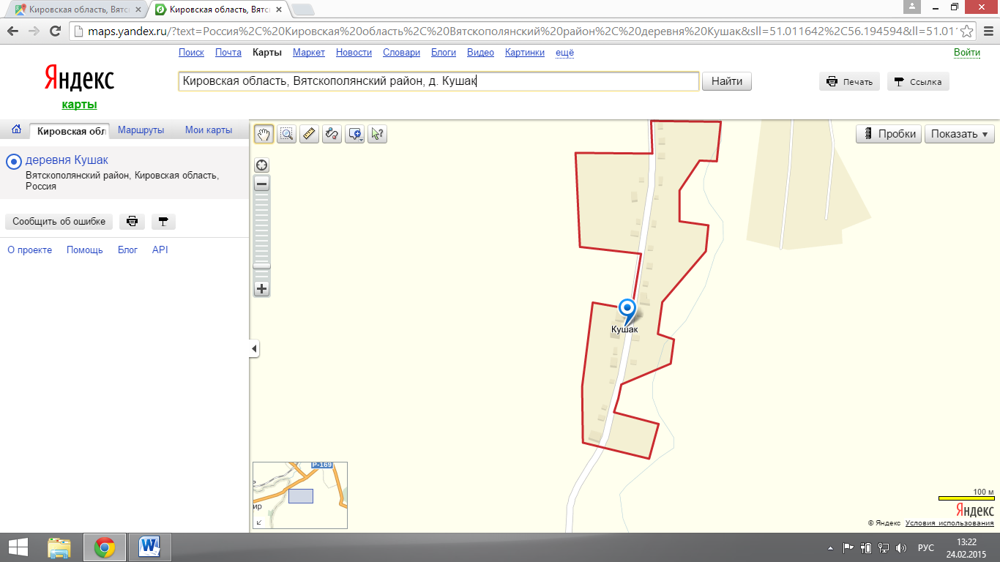 Кировская область, Вятс
Кировская область, Вятс
maps.yandex.ru/?text=Россия%2C%20Кировская%20область%2C%20Вятскополянский%20район%2C%20деревня%20Кушак&sll=51.011642%2C56.194594&ll=51.01
Поиск Почта Карты Маркет Новости Словари Блоги Видео Картинки ещё Войти
Яндекс
карты
Кировская область, Вятскополянский район, д. Кушак
Найти
Печать
Ссылка
Кировская обл Маршруты Мои карты
Пробки
Показать
деревня Кушак
Вятскополянский район, Кировская область,
Россия
Сообщить об ошибке
О проекте Помощь Блог API
Кушак
Р-169
ир
100 м
Яндекс
© Яндекс Условия использования
РУС
13:22
24.02.2015